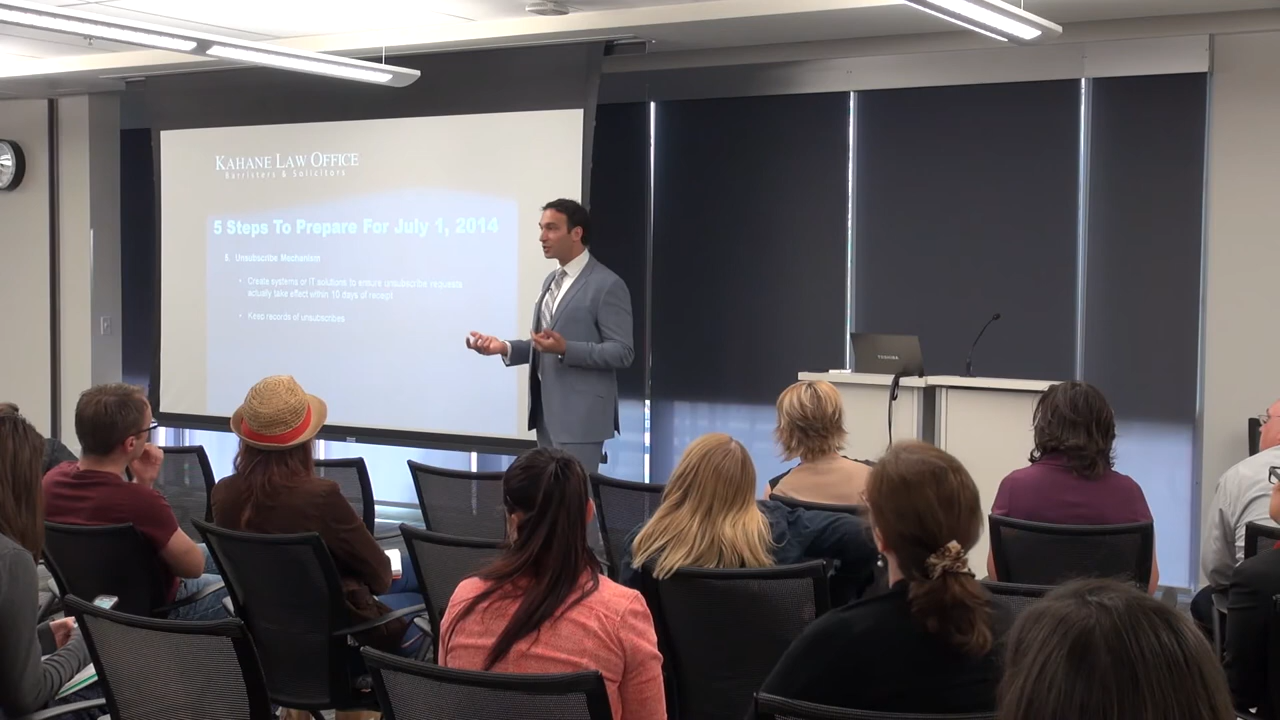 KAHANE LAW OFFICE
Barristers & Solicitors
5 Steps To Prepare For July 1, 2014
5. Unsubscribe Mechanism
• Create systems or IT solutions to ensure unsubscribe requests
actually take effect within 10 days of receipt
• Keep records of unsubscribes
TOSHIBA